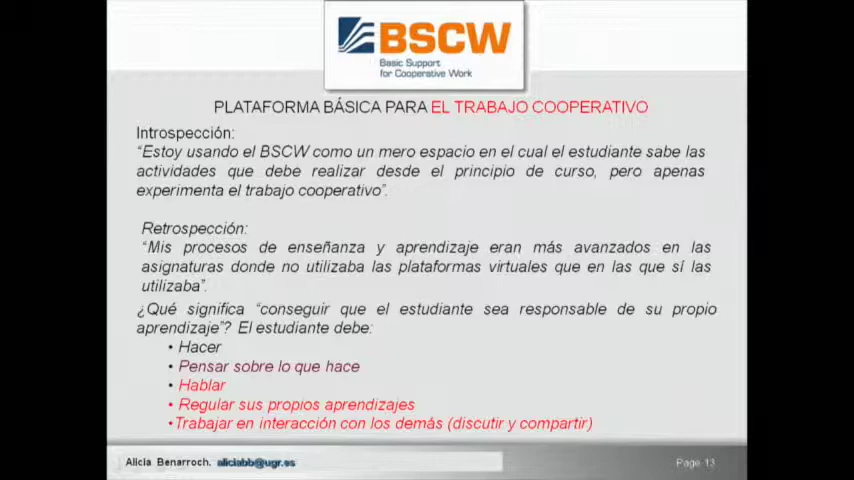 BSCW
Basic Support
for Cooperative Work
PLATAFORMA BÁSICA PARA EL TRABAJO COOPERATIVO
Introspección:
“Estoy usando el BSCW como un mero espacio en el cual el estudiante sabe las
actividades que debe realizar desde el principio de curso, pero apenas
experimenta el trabajo cooperativo”.
Retrospección:
“Mis procesos de enseñanza y aprendizaje eran más avanzados en las
asignaturas donde no utilizaba las plataformas virtuales que en las que sí las
utilizaba”.
¿Qué significa “conseguir que el estudiante sea responsable de su propio
aprendizaje”? El estudiante debe:
• Hacer
• Pensar sobre lo que hace
• Hablar
• Regular sus propios aprendizajes
•Trabajar en interacción con los demás (discutir y compartir)
Alicia Benarroch. aliciabb@ugr.es
Page 13